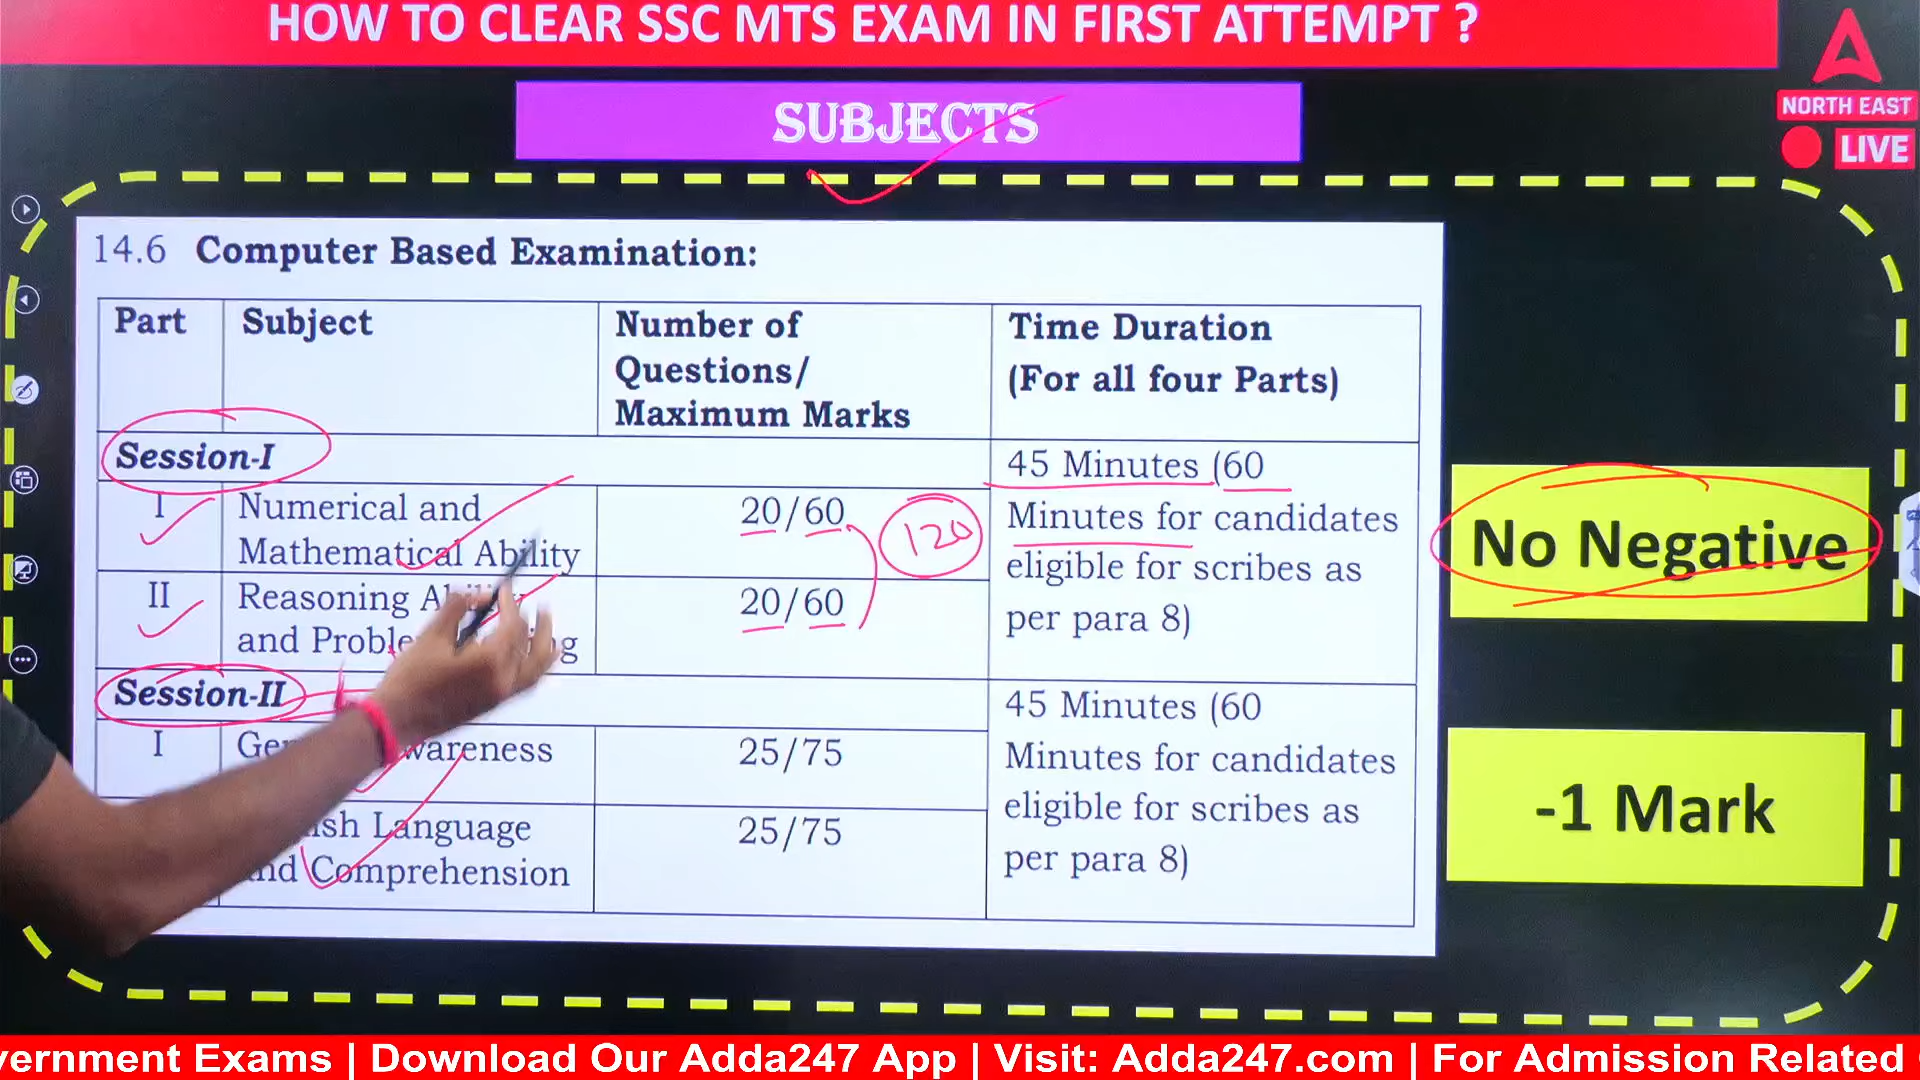 HOW TO CLEAR SSC MTS EXAM IN FIRST ATTEMPT ?
NORTH EAST
LIVE
SUBJECTS
14.6 Computer Based Examination:
Part
Subject
Number of
Questions/
Maximum Marks
Time Duration
(For all four Parts)
Session-I
45 Minutes (60
Minutes for candidates
eligible for scribes as
per para 8)
I
Numerical and
Mathematical Ability
20/60
120
II
Reasoning
and
20/60
Session-II
45 Minutes (60
Minutes for candidates
eligible for scribes as
per para 8)
I
25/75
Language
Comprehension
25/75
No Negative
-1 Mark
Exams | Download Our Adda247 App | Visit: Adda247.com | For Admission Related